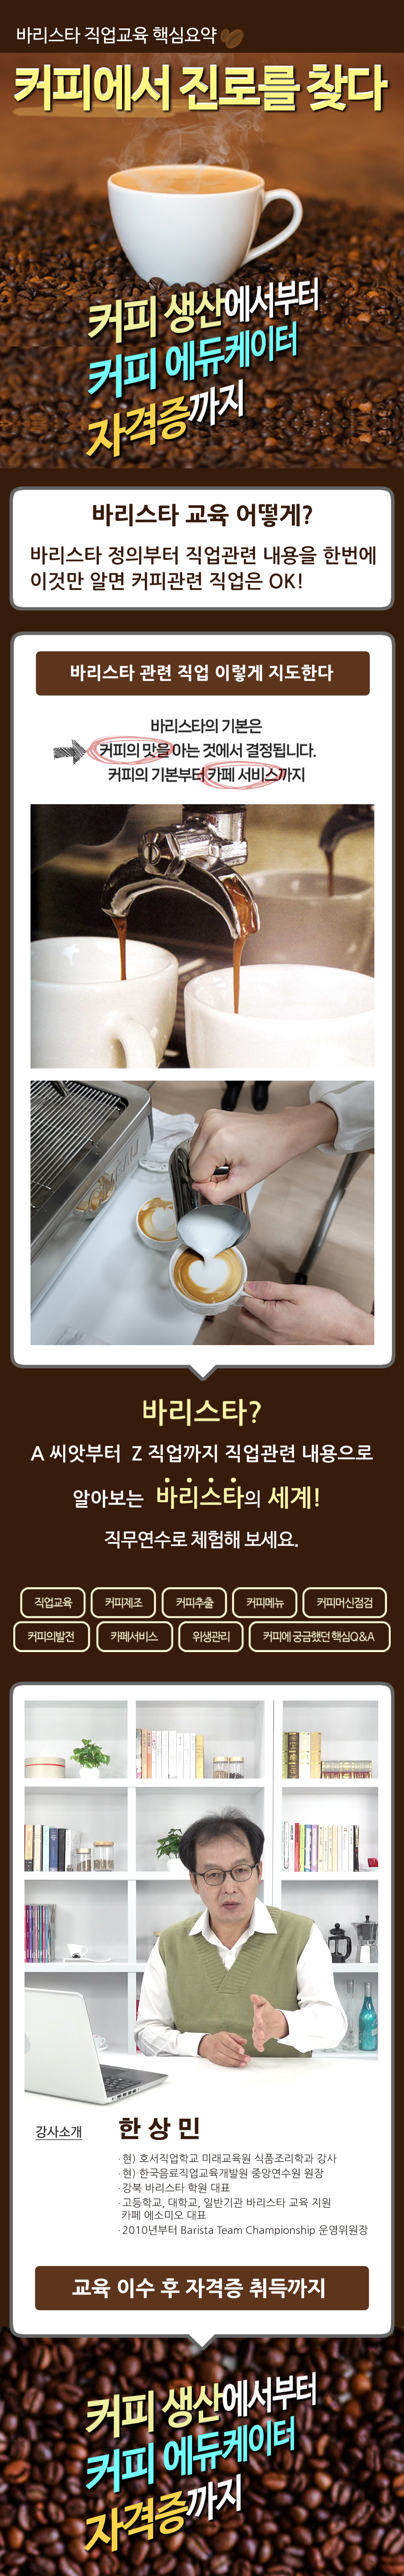 바리스타 직업교육 핵심요약
커피에서 진로를 찾다
커피 생산에서부터
커피 에듀케이터
자격증까지
바리스타 교육 어떻게?
바리스타 정의부터 직업관련 내용을 한번에
이것만 알면 커피관련 직업은 OK!
바리스타 관련 직업 이렇게 지도한다
바리스타의 기본은
커피의 맛을 아는 것에서 결정됩니다.
커피의 기본부터 카페 서비스까지
바리스타?
A 씨앗부터 Z 직업까지 직업관련 내용으로
알아보는 바리스타의 세계!
직무연수로 체험해 보세요.
직업교육 커피제조 커피추출 커피메뉴 커피머신점검
커피의발전 카페서비스 위생관리 커피에 궁금했던 핵심Q&A
강사소개 한 상 민
·현) 호서직업학교 미래교육원 식품조리학과 강사
·현) 한국음료직업교육개발원 중앙연수원 원장
·강북 바리스타 학원 대표
·고등학교, 대학교, 일반기관 바리스타 교육 지원
카페 에소미오 대표
·2010년부터 Barista Team Championship 운영위원장
교육 이수 후 자격증 취득까지
커피 생산에서부터
커피 에듀케이터
자격증까지